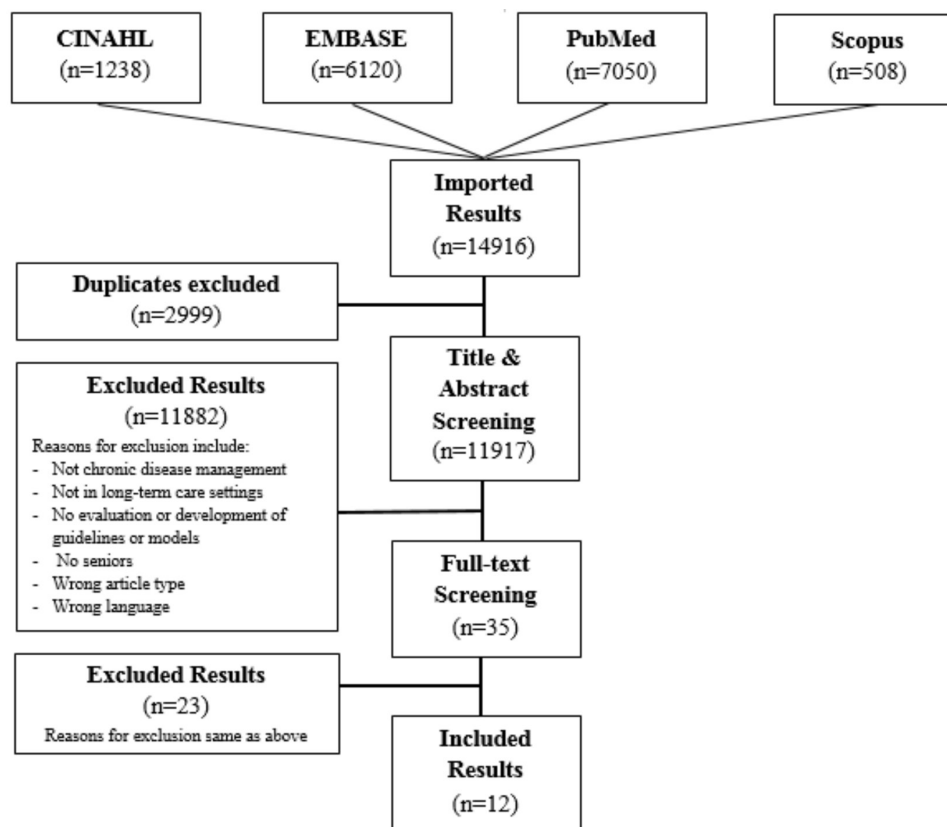 CINAHL
(n=1238)
EMBASE
(n=6120)
PubMed
(n=7050)
Scopus
(n=508)
Imported
Results
(n=14916)
Duplicates excluded
(n=2999)
Title &
Abstract
Screening
(n=11917)
Excluded Results
(n=11882)
Reasons for exclusion include:
- Not chronic disease management
- Not in long-term care settings
- No evaluation or development of
guidelines or models
- No seniors
- Wrong article type
- Wrong language
Full-text
Screening
(n=35)
Excluded Results
(n=23)
Reasons for exclusion same as above
Included
Results
(n=12)